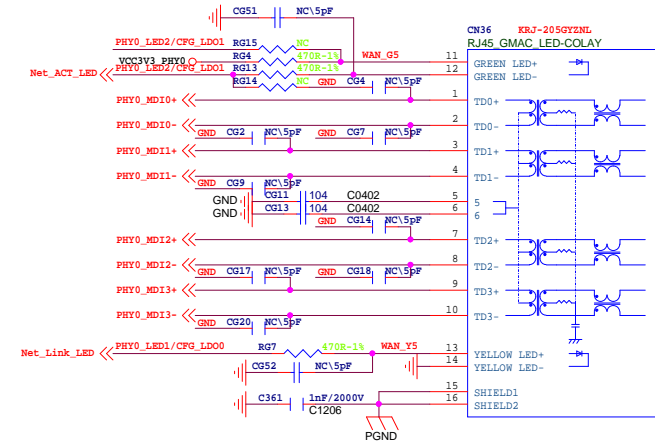 CG51 NC\5pF
CN36 KRJ-205GYZNL
RJ45_GMAC_LED-COLAY
PHY0_LED2/CFG_LDO1 RG15 NC WAN_G5
VCC3V3_PHY0 RG4 470R-1% 11 GREEN LED+
Net_ACT_LED PHY0_LED2/CFG_LDO1 RG13 470R-1% 12 GREEN LED-
RG14 NC GND CG4 NC\5pF
PHY0_MDI0+ 1 TD0+
PHY0_MDI0- 2 TD0-
GND CG2 NC\5pF GND CG7 NC\5pF
PHY0_MDI1+ 3 TD1+
PHY0_MDI1- 4 TD1-
GND CG9 NC\5pF
GND CG11 104 C0402 5 5
GND CG13 104 C0402 6 6
GND CG14 NC\5pF
PHY0_MDI2+ 7 TD2+
PHY0_MDI2- 8 TD2-
GND CG17 NC\5pF GND CG18 NC\5pF
PHY0_MDI3+ 9 TD3+
PHY0_MDI3- 10 TD3-
GND CG20 NC\5pF
Net_Link_LED PHY0_LED1/CFG_LDO0 RG7 470R-1% WAN_Y5 13 YELLOW LED+
14 YELLOW LED-
CG52 NC\5pF
15 SHIELD1
C361 1nF/2000V 16 SHIELD2
C1206
PGND